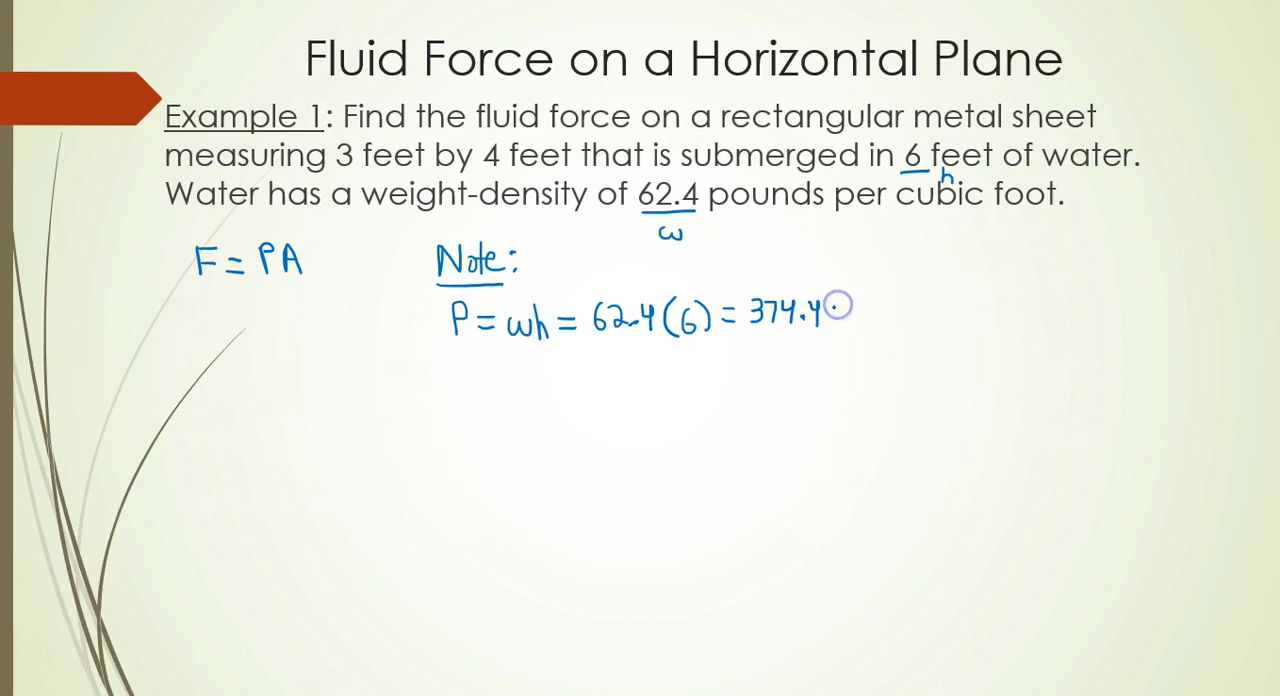 Fluid Force on a Horizontal Plane
Example 1: Find the fluid force on a rectangular metal sheet
measuring 3 feet by 4 feet that is submerged in 6 feet of water.
h
Water has a weight-density of 62.4 pounds per cubic foot.
w
F = PA
Note:
P = wh = 62.4(6) = 374.4